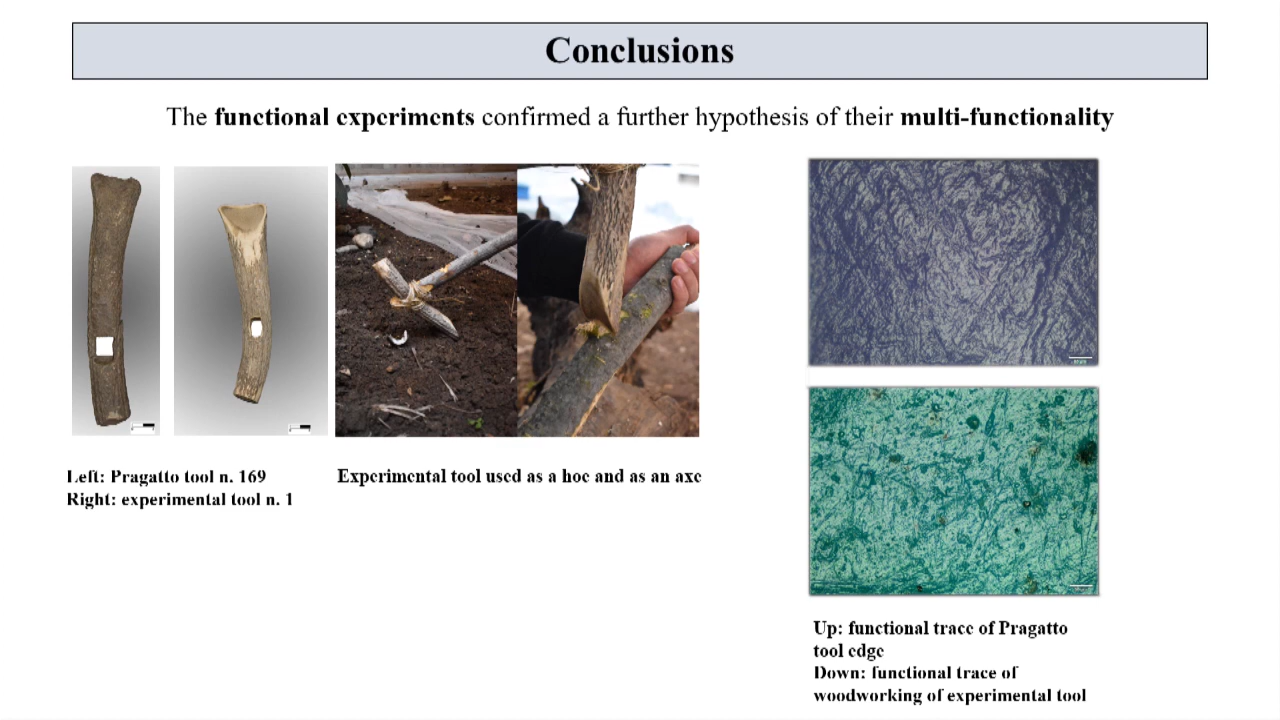 Conclusions
The functional experiments confirmed a further hypothesis of their multi-functionality
Left: Pragatto tool n. 169
Right: experimental tool n. 1
Experimental tool used as a hoe and as an axe
Up: functional trace of Pragatto
tool edge
Down: functional trace of
woodworking of experimental tool